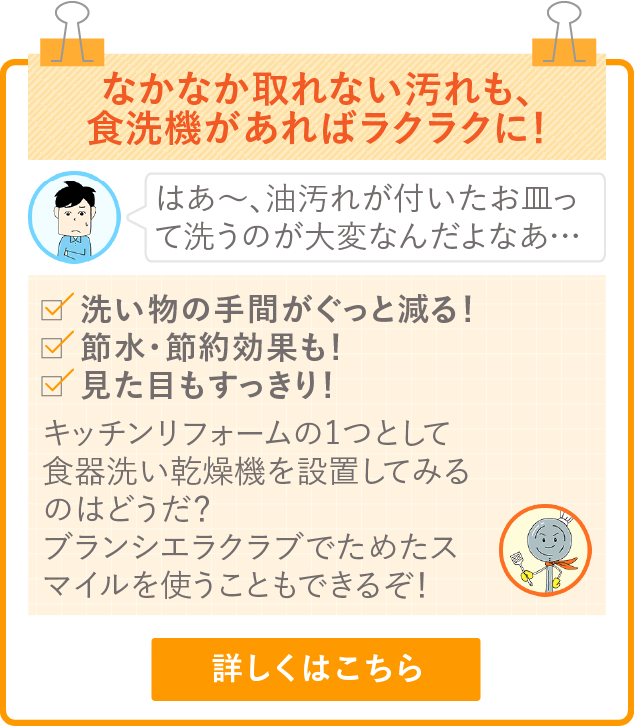 なかなか取れない汚れも、
食洗機があればラクラクに！
はあ〜、油汚れが付いたお皿っ
て洗うのが大変なんだよなあ…
洗い物の手間がぐっと減る！
節水・節約効果も！
見た目もすっきり！
キッチンリフォームの1つとして
食器洗い乾燥機を設置してみる
のはどうだ？
ブランシエラクラブでためたス
マイルを使うこともできるぞ！
詳しくはこちら